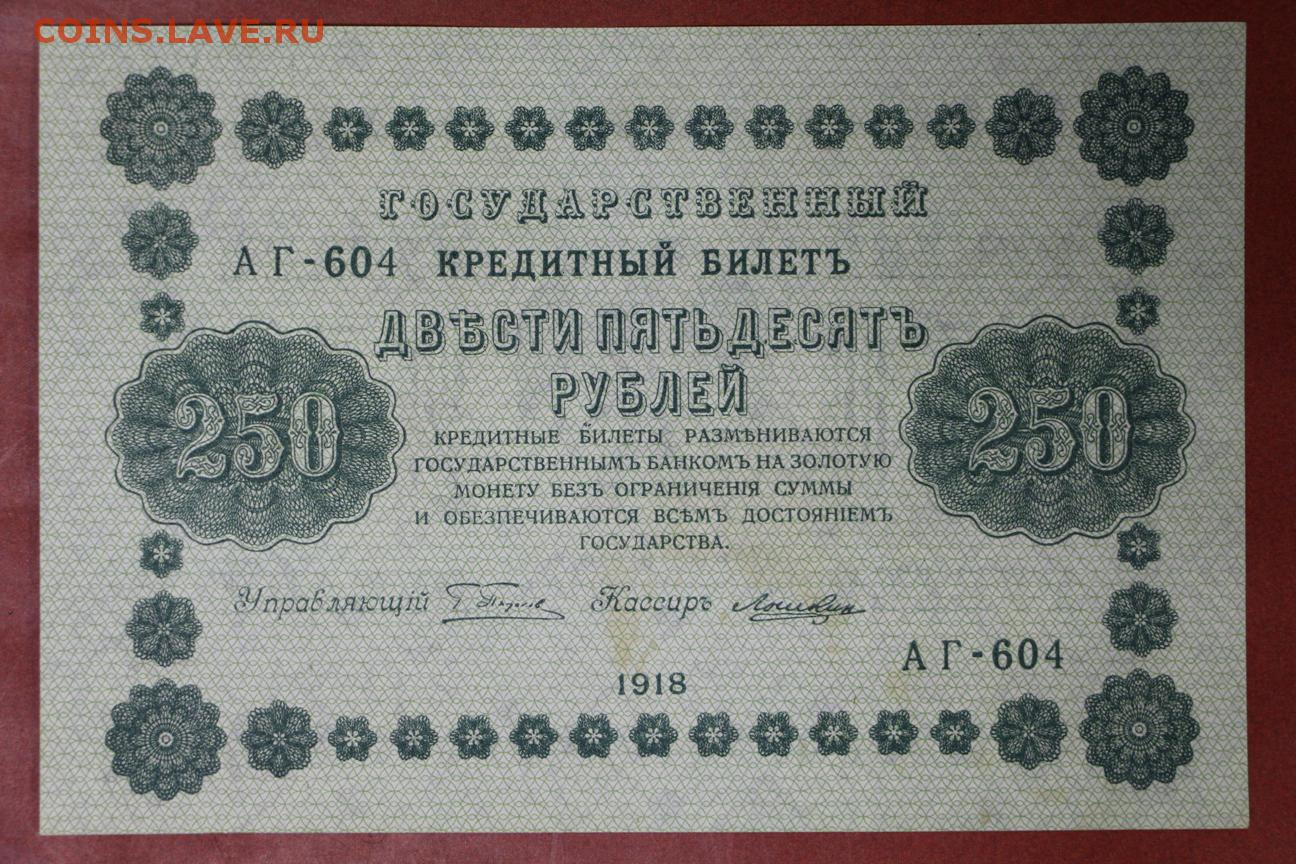 COINS.LAVE.RU
ГОСУДАРСТВЕННЫЙ
АГ-604 КРЕДИТНЫЙ БИЛЕТЪ
ДВѢСТИ ПЯТЬДЕСЯТЪ
РУБЛЕЙ
250
250
КРЕДИТНЫЕ БИЛЕТЫ РАЗМѢНИВАЮТСЯ
ГОСУДАРСТВЕННЫМЪ БАНКОМЪ НА ЗОЛОТУЮ
МОНЕТУ БЕЗЪ ОГРАНИЧЕНІЯ СУММЫ
И ОБЕЗПЕЧИВАЮТСЯ ВСѢМЪ ДОСТОЯНІЕМЪ
ГОСУДАРСТВА.
Управляющій Кассиръ
АГ-604
1918